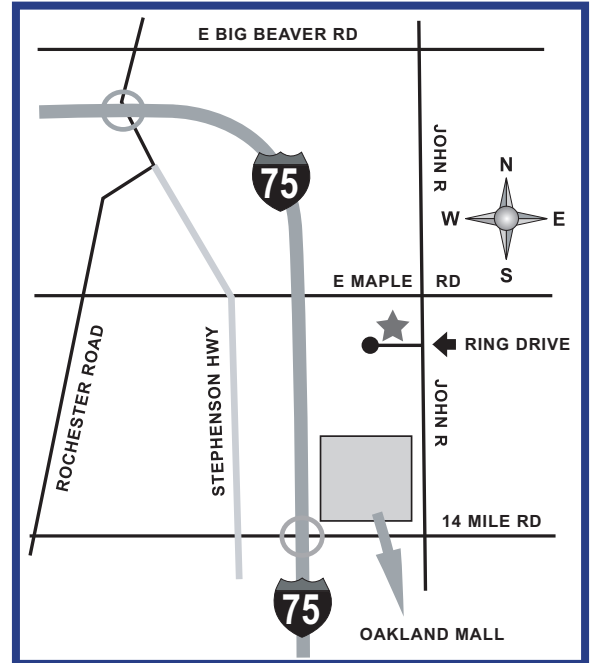 E BIG BEAVER RD
JOHN R
75
N
W E
S
E MAPLE RD
RING DRIVE
ROCHESTER ROAD
STEPHENSON HWY
JOHN R
14 MILE RD
75
OAKLAND MALL